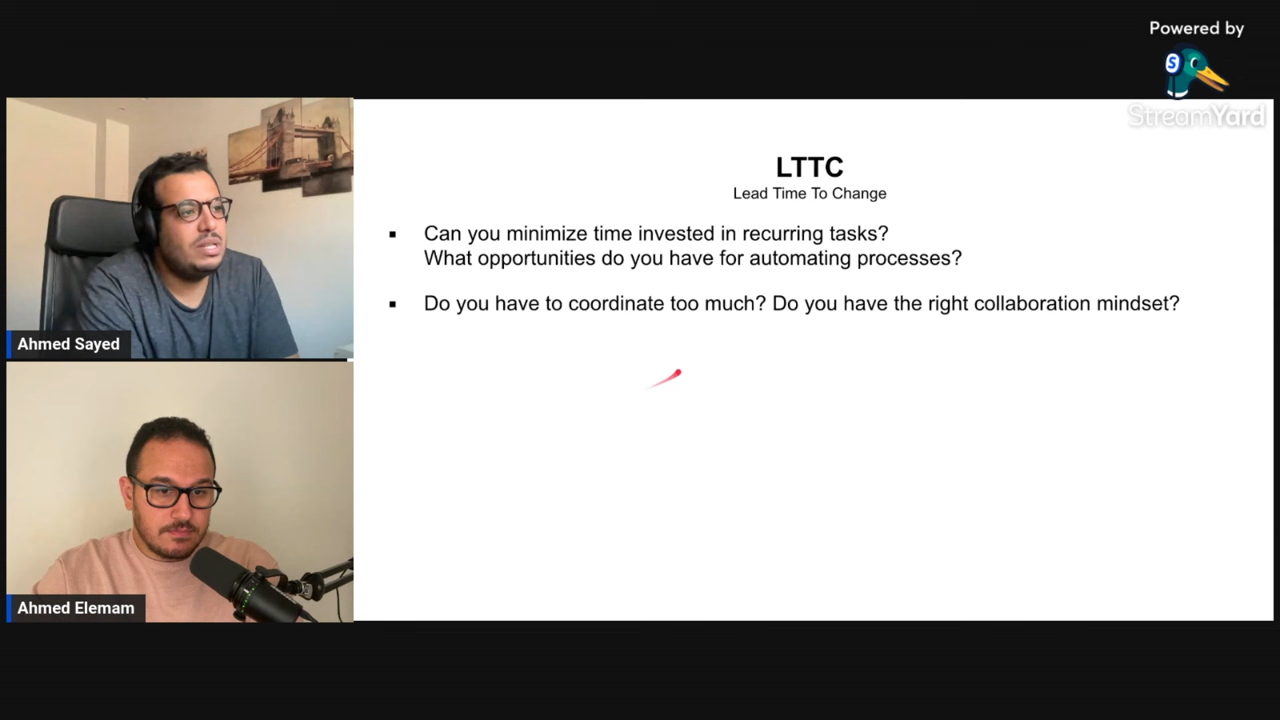 Powered by
S
StreamYard
LTTC
Lead Time To Change
▪ Can you minimize time invested in recurring tasks?
What opportunities do you have for automating processes?
▪ Do you have to coordinate too much? Do you have the right collaboration mindset?
Ahmed Sayed
Ahmed Elemam